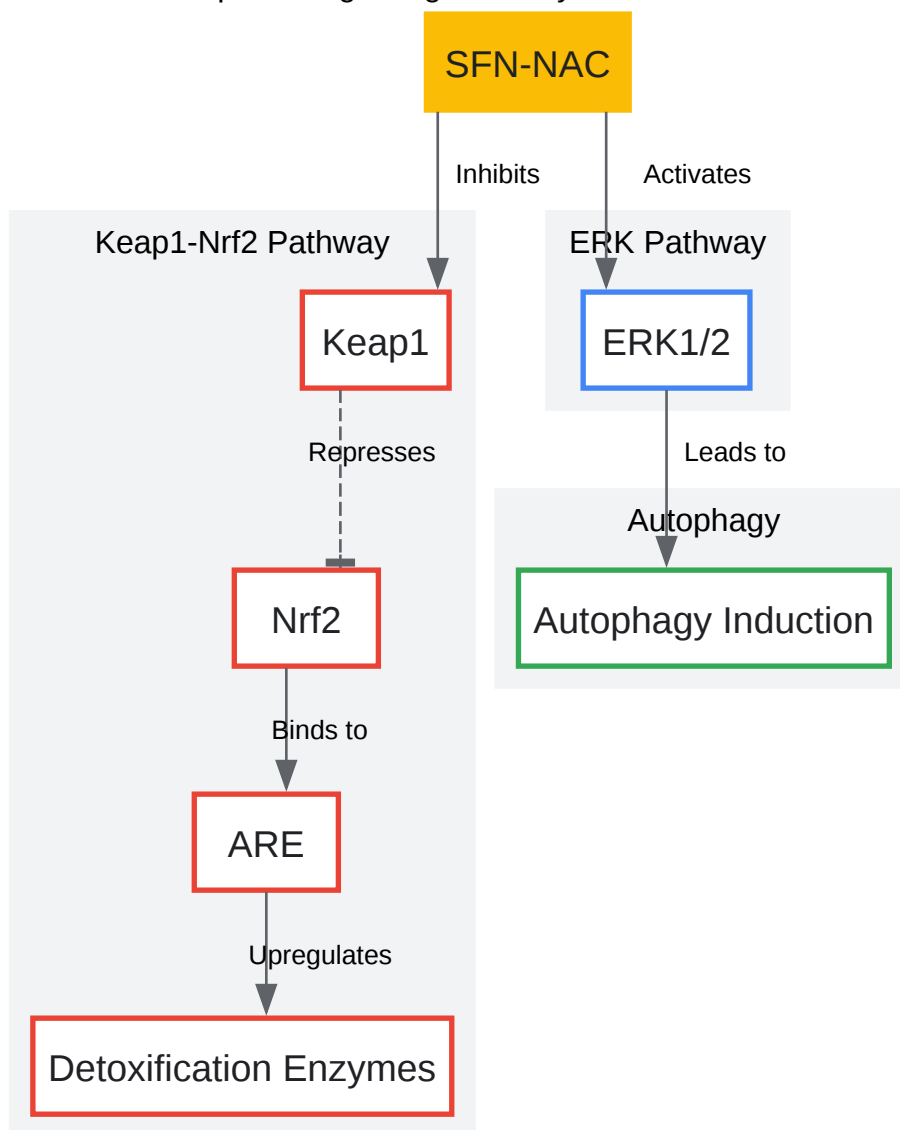 SFN-NAC
Inhibits
Activates
Keap1-Nrf2 Pathway
ERK Pathway
Keap1
ERK1/2
Represses
Leads to
Autophagy
Nrf2
Autophagy Induction
Binds to
ARE
Upregulates
Detoxification Enzymes